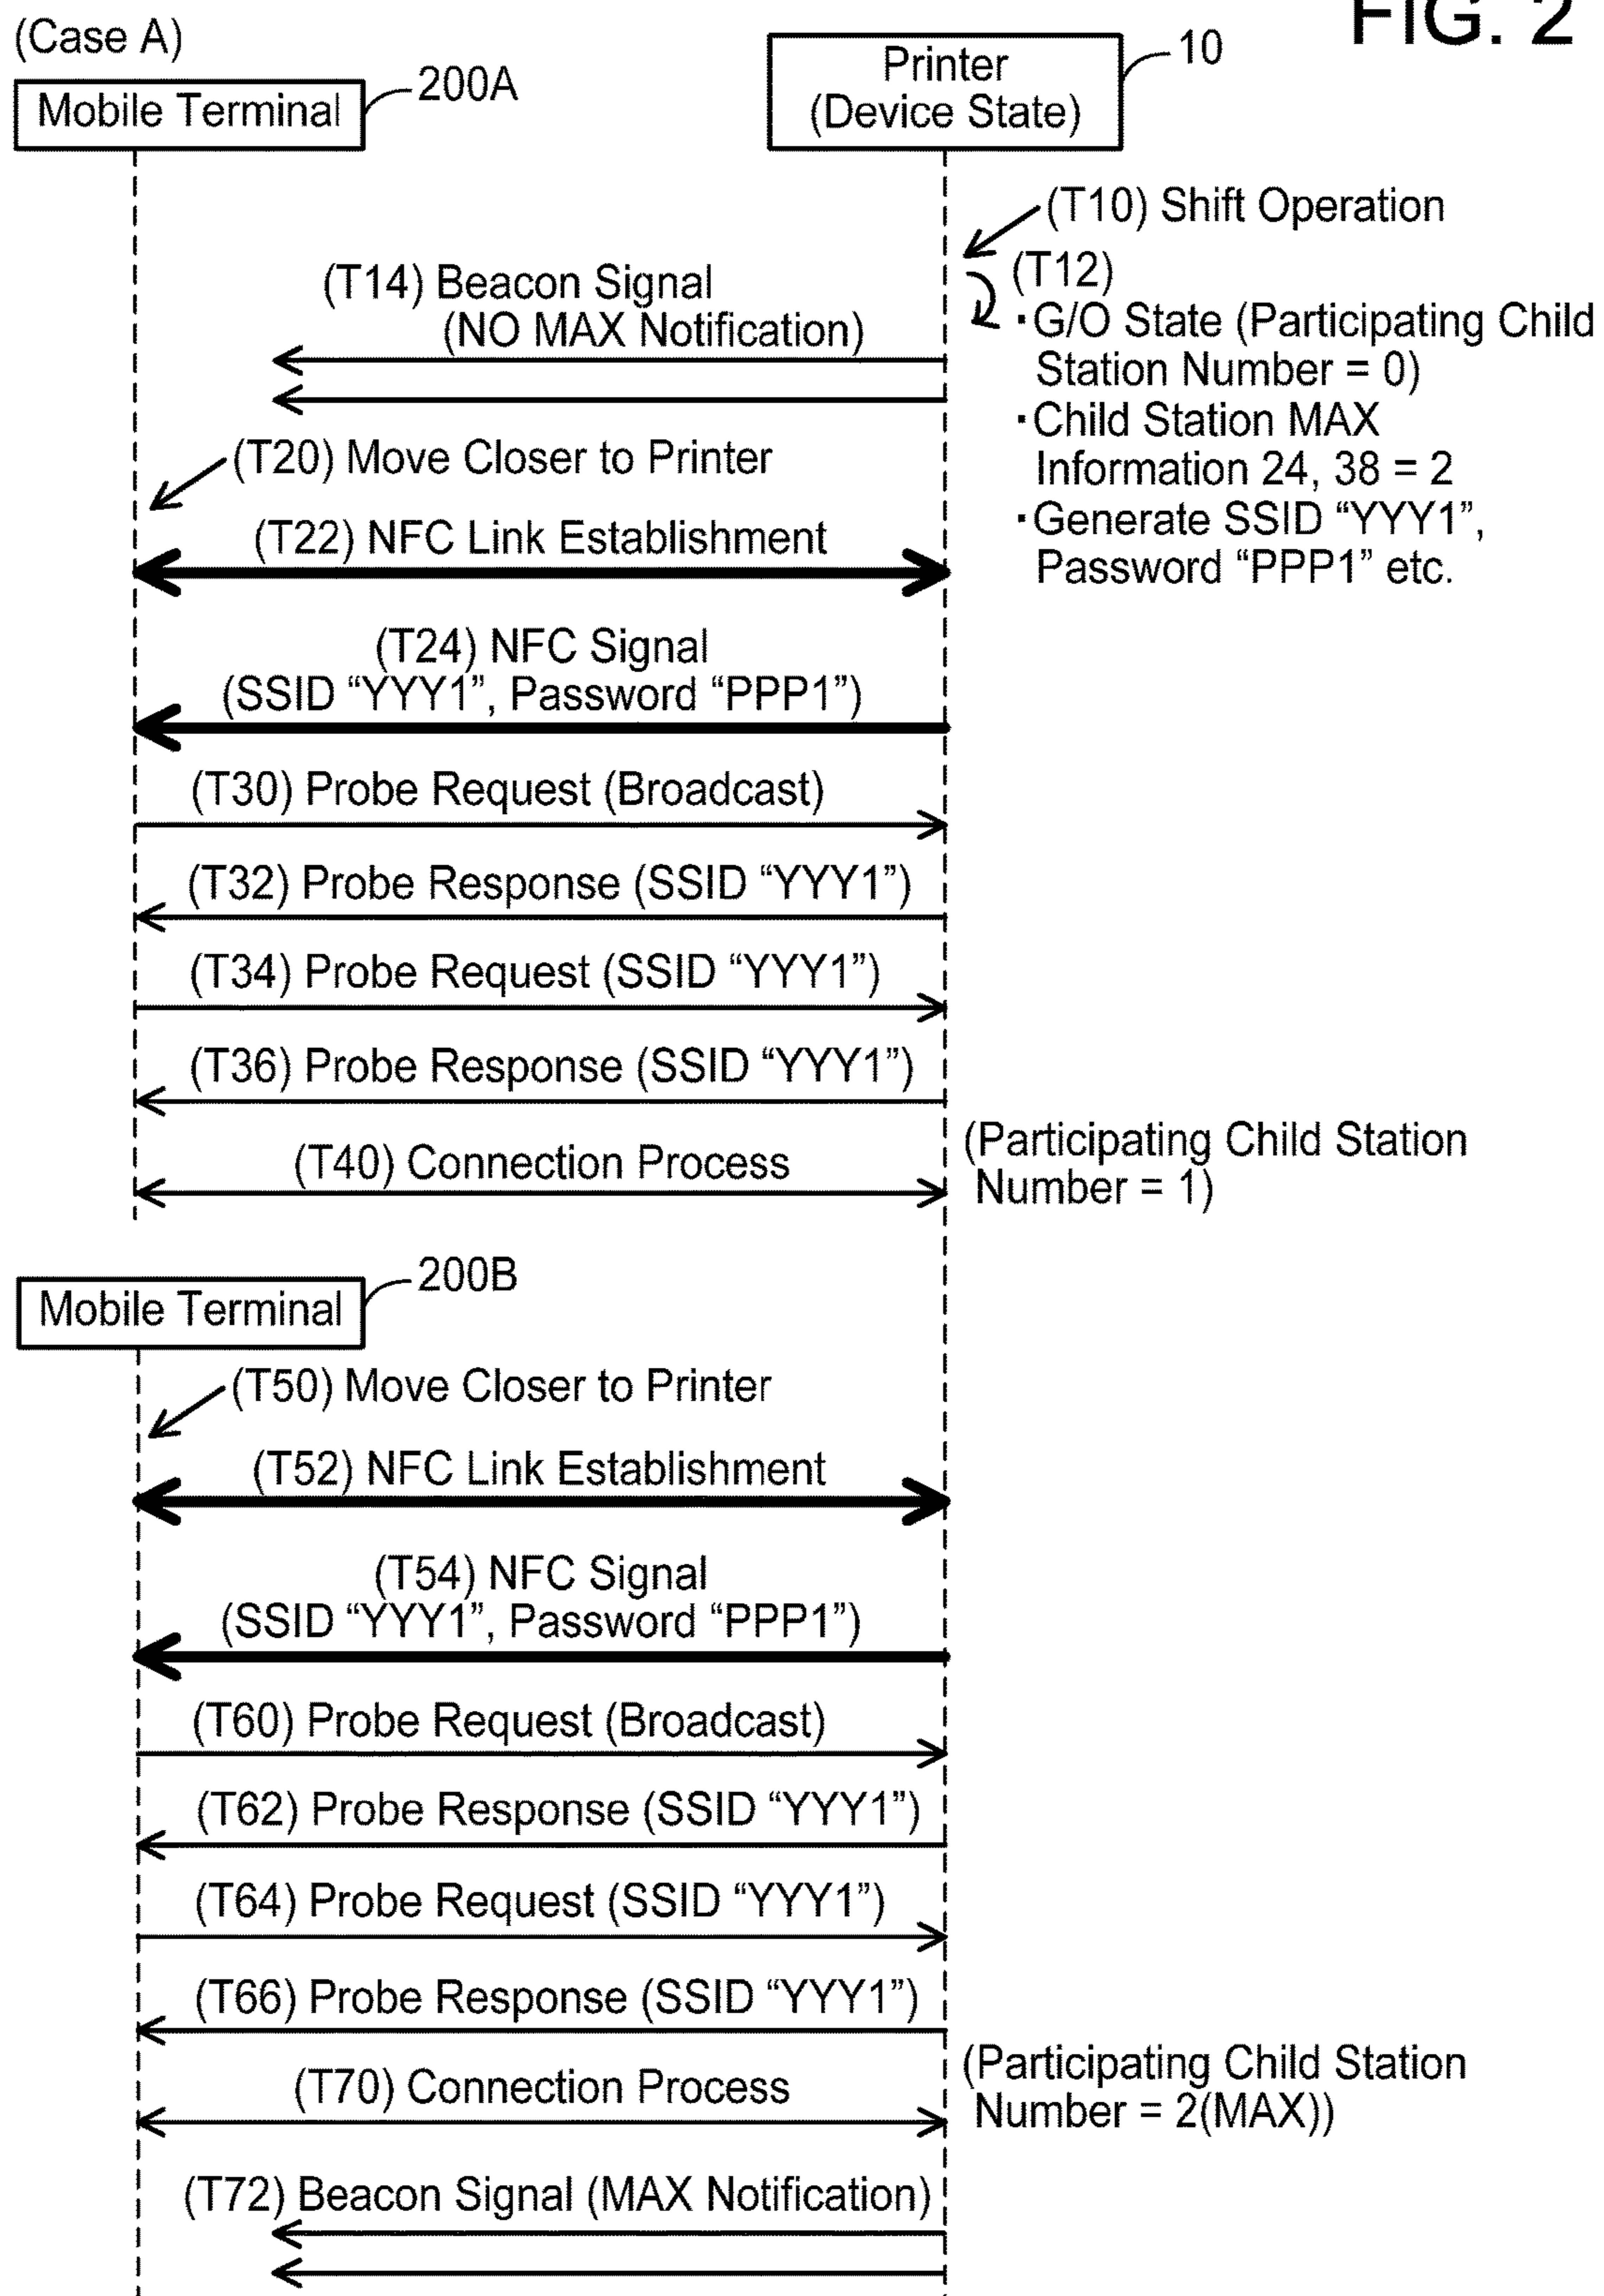 (Case A)
FIG. 2
Mobile Terminal
200A
Printer
(Device State)
10
(T10) Shift Operation
(T12)
·G/O State (Participating Child
Station Number = 0)
·Child Station MAX
Information 24, 38 = 2
·Generate SSID “YYY1”,
Password “PPP1” etc.
(T14) Beacon Signal
(NO MAX Notification)
(T20) Move Closer to Printer
(T22) NFC Link Establishment
(T24) NFC Signal
(SSID “YYY1”, Password “PPP1”)
(T30) Probe Request (Broadcast)
(T32) Probe Response (SSID “YYY1”)
(T34) Probe Request (SSID “YYY1”)
(T36) Probe Response (SSID “YYY1”)
(T40) Connection Process
(Participating Child Station
Number = 1)
Mobile Terminal
200B
(T50) Move Closer to Printer
(T52) NFC Link Establishment
(T54) NFC Signal
(SSID “YYY1”, Password “PPP1”)
(T60) Probe Request (Broadcast)
(T62) Probe Response (SSID “YYY1”)
(T64) Probe Request (SSID “YYY1”)
(T66) Probe Response (SSID “YYY1”)
(T70) Connection Process
(Participating Child Station
Number = 2(MAX))
(T72) Beacon Signal (MAX Notification)